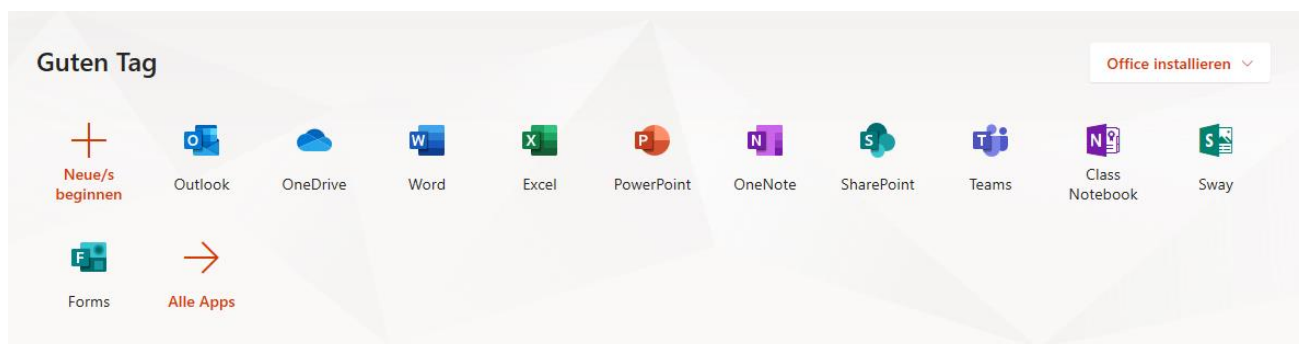 Guten Tag
Office installieren
Neue/s
beginnen
Outlook
OneDrive
Word
Excel
PowerPoint
OneNote
SharePoint
Teams
Class
Notebook
Sway
Forms
Alle Apps